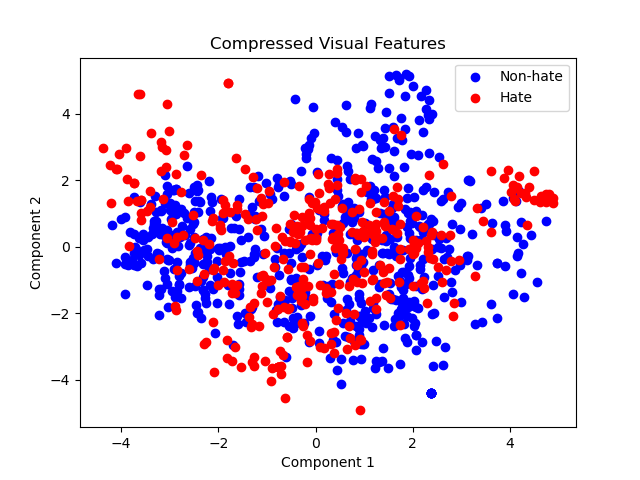 Compressed Visual Features
Non-hate
Hate
Component 2
4
2
0
−2
−4
−4
−2
0
2
4
Component 1